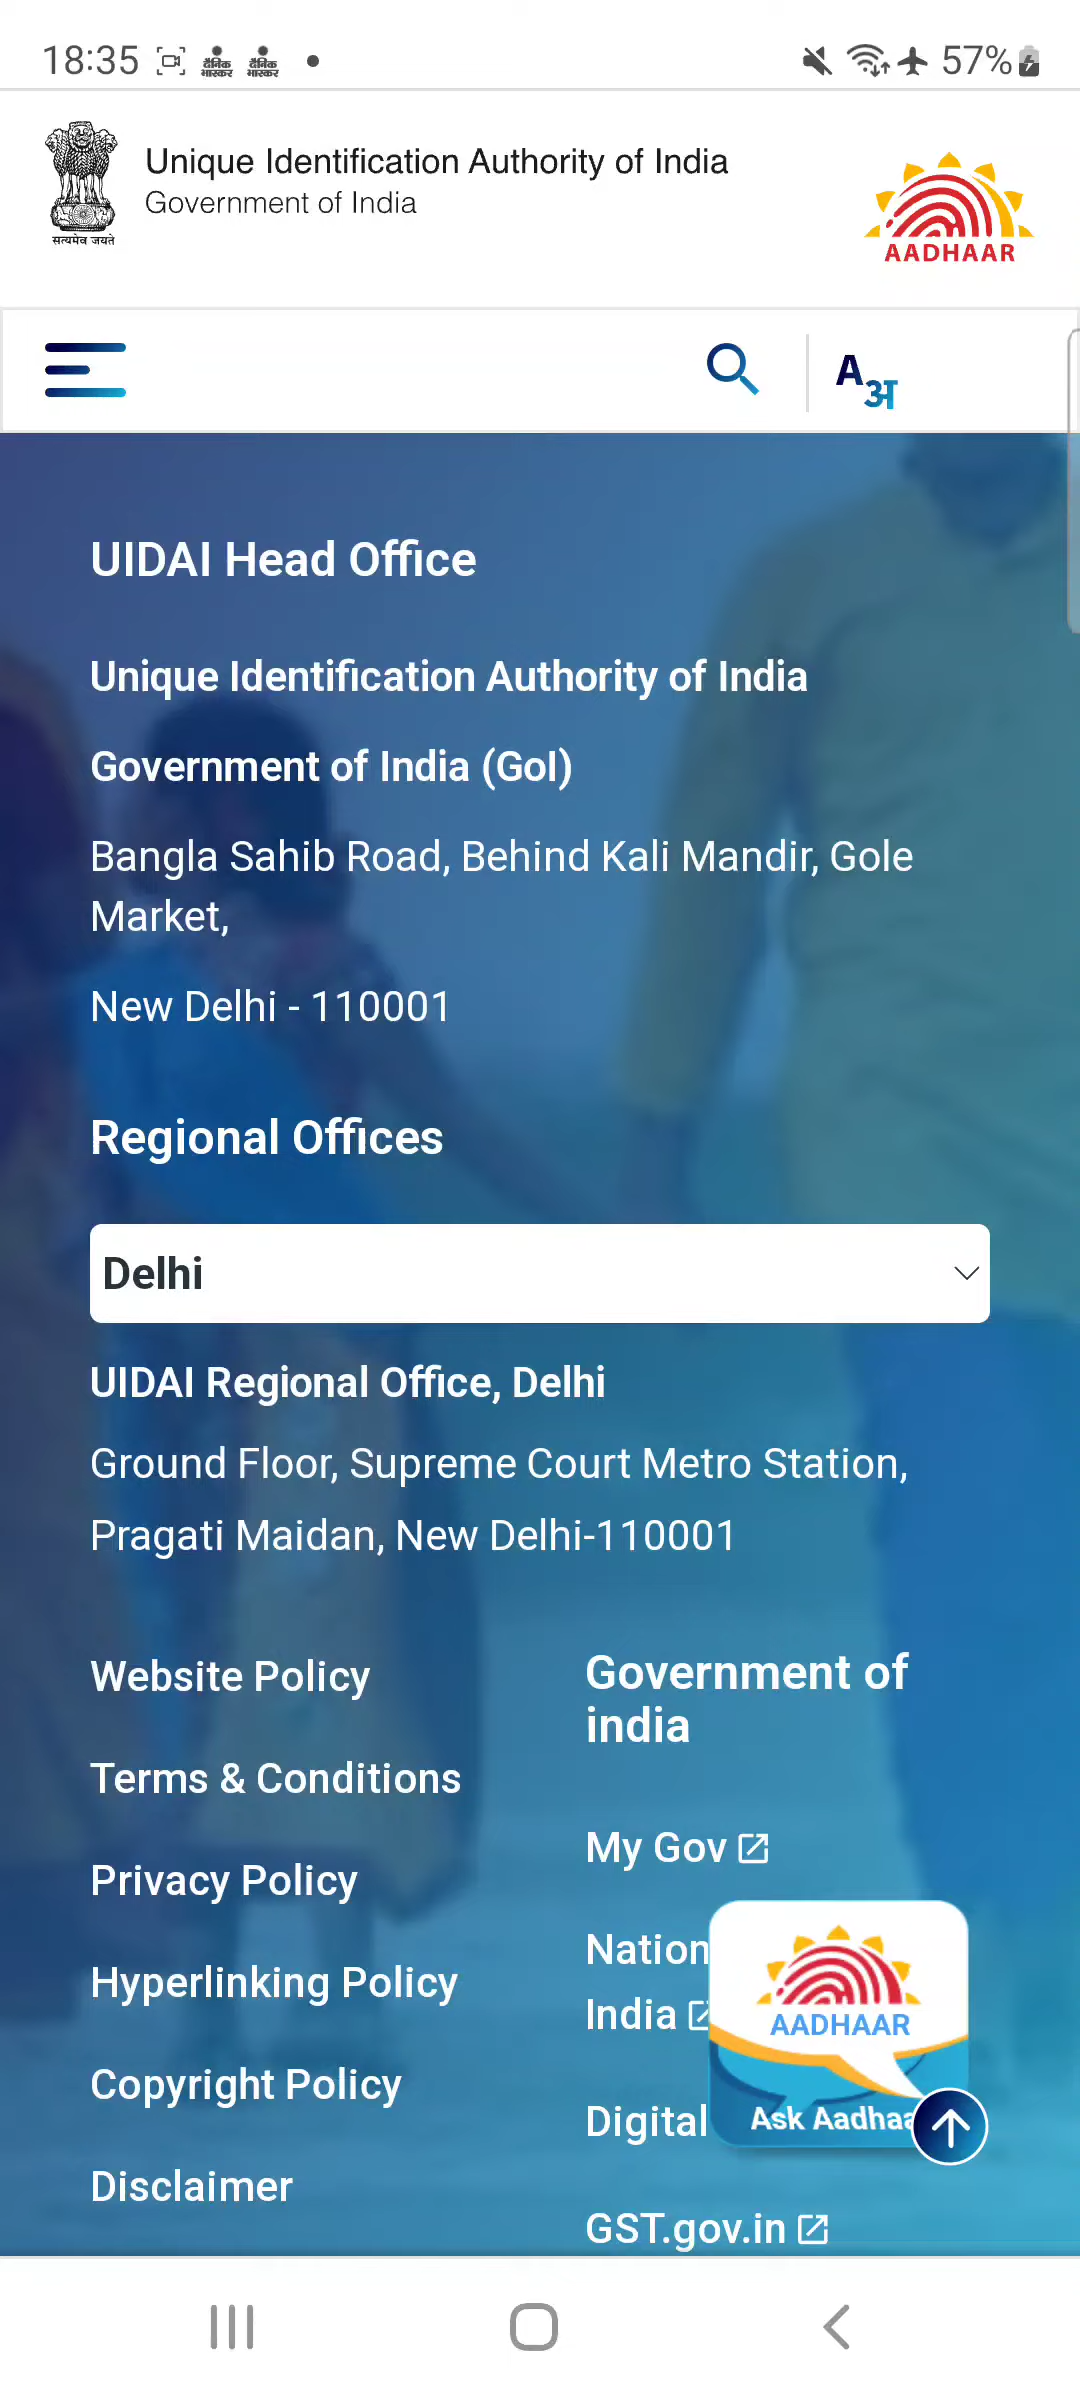 18:35 दैनिक भास्कर दैनिक भास्कर 57%
सत्यमेव जयते
Unique Identification Authority of India
Government of India
AADHAAR
A अ
UIDAI Head Office
Unique Identification Authority of India
Government of India (GoI)
Bangla Sahib Road, Behind Kali Mandir, Gole
Market,
New Delhi - 110001
Regional Offices
Delhi
UIDAI Regional Office, Delhi
Ground Floor, Supreme Court Metro Station,
Pragati Maidan, New Delhi-110001
Website Policy
Terms & Conditions
Privacy Policy
Hyperlinking Policy
Copyright Policy
Disclaimer
Government of
india
My Gov
Nation
India
Digital
GST.gov.in
AADHAAR
Ask Aadhaa